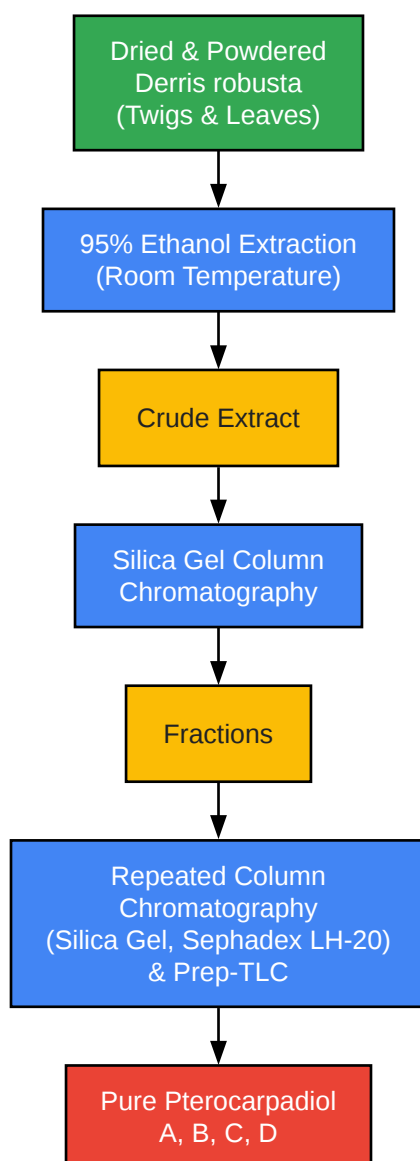 Dried & Powdered
Derris robusta
(Twigs & Leaves)
95% Ethanol Extraction
(Room Temperature)
Crude Extract
Silica Gel Column
Chromatography
Fractions
Repeated Column
Chromatography
(Silica Gel, Sephadex LH-20)
& Prep-TLC
Pure Pterocarpadiol
A, B, C, D